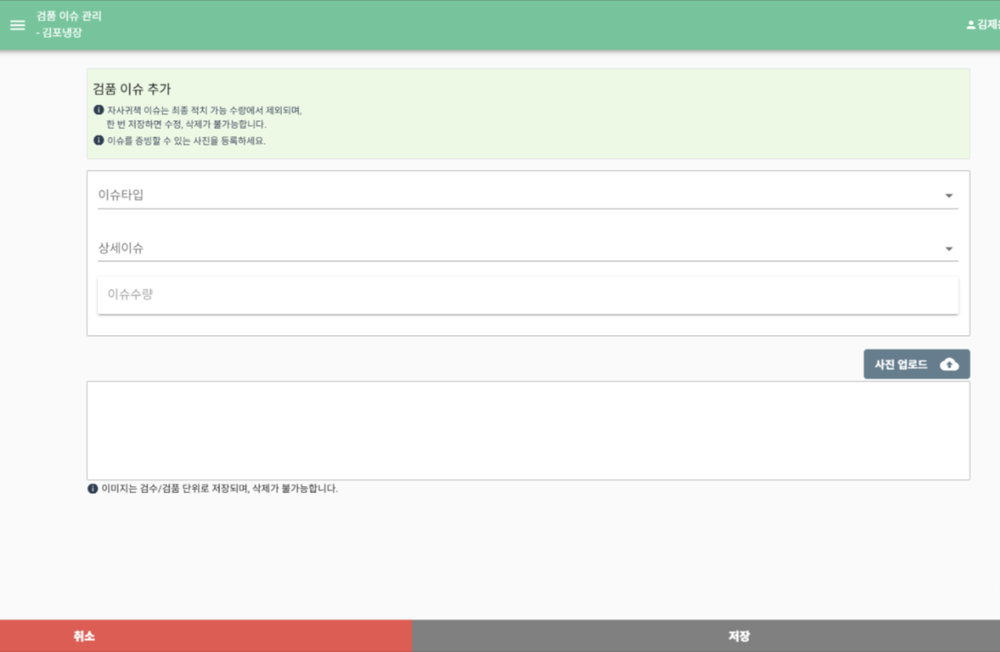 검품 이슈 관리
- 김포냉장
김제
검품 이슈 추가
자사귀책 이슈는 최종 적치 가능 수량에서 제외되며,
한 번 저장하면 수정, 삭제가 불가능합니다.
이슈를 증빙할 수 있는 사진을 등록하세요.
이슈타입
상세이슈
이슈수량
사진 업로드
이미지는 검수/검품 단위로 저장되며, 삭제가 불가능합니다.
취소
저장